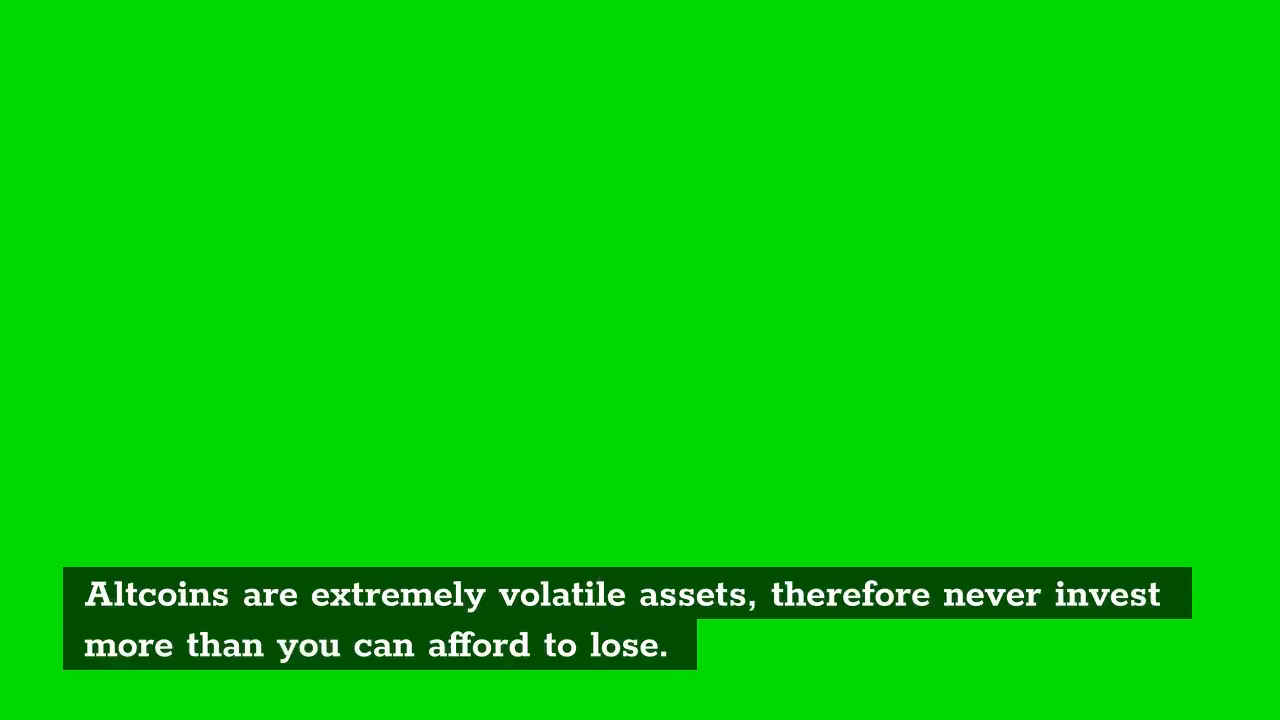 Altcoins are extremely volatile assets, therefore never invest
more than you can afford to lose.